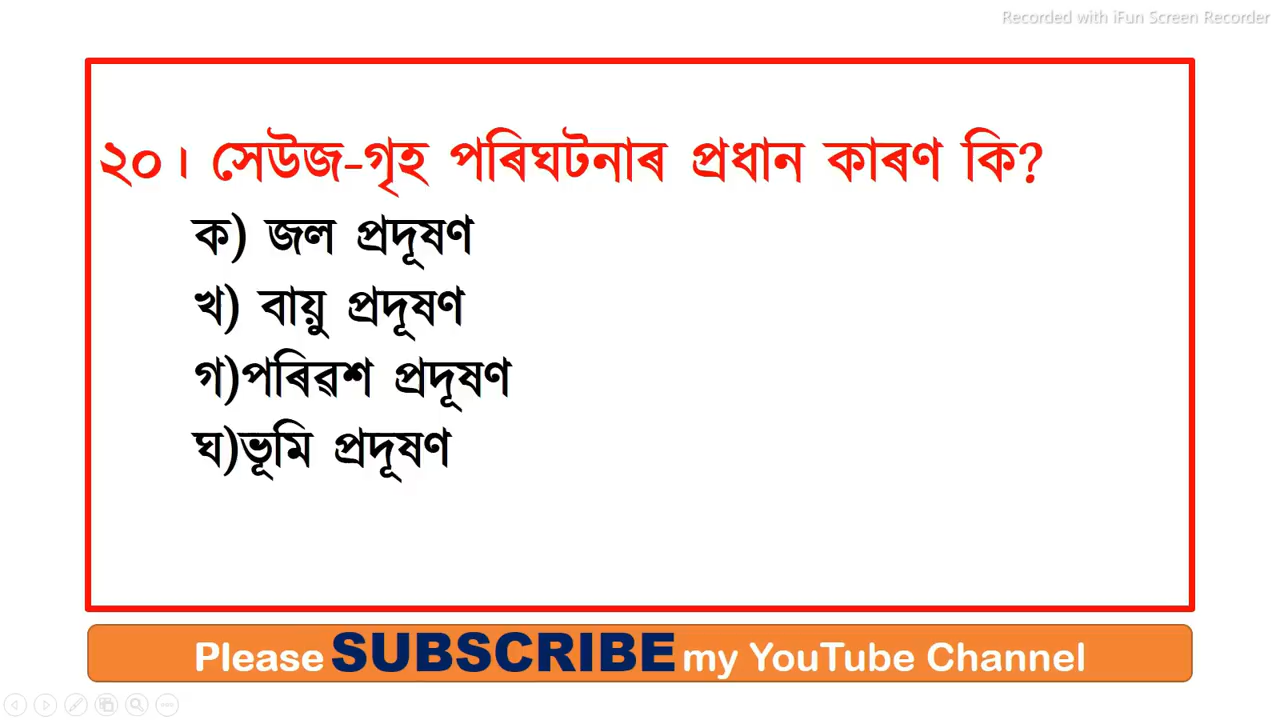 Recorded with iFun Screen Recorder
২০। সেউজ-গৃহ পৰিঘটনাৰ প্ৰধান কাৰণ কি?
ক) জল প্ৰদূষণ
খ) বায়ু প্ৰদূষণ
গ)পৰিৱশ প্ৰদূষণ
ঘ)ভূমি প্ৰদূষণ
Please SUBSCRIBE my YouTube Channel